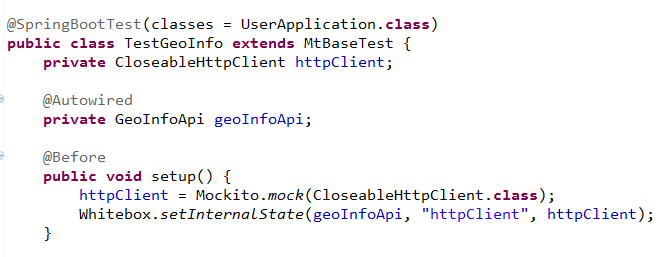 @SpringBootTest(classes = UserApplication.class)
public class TestGeoInfo extends MtBaseTest {
    private CloseableHttpClient httpClient;

    @Autowired
    private GeoInfoApi geoInfoApi;

    @Before
    public void setup() {
        httpClient = Mockito.mock(CloseableHttpClient.class);
        Whitebox.setInternalState(geoInfoApi, "httpClient", httpClient);
    }